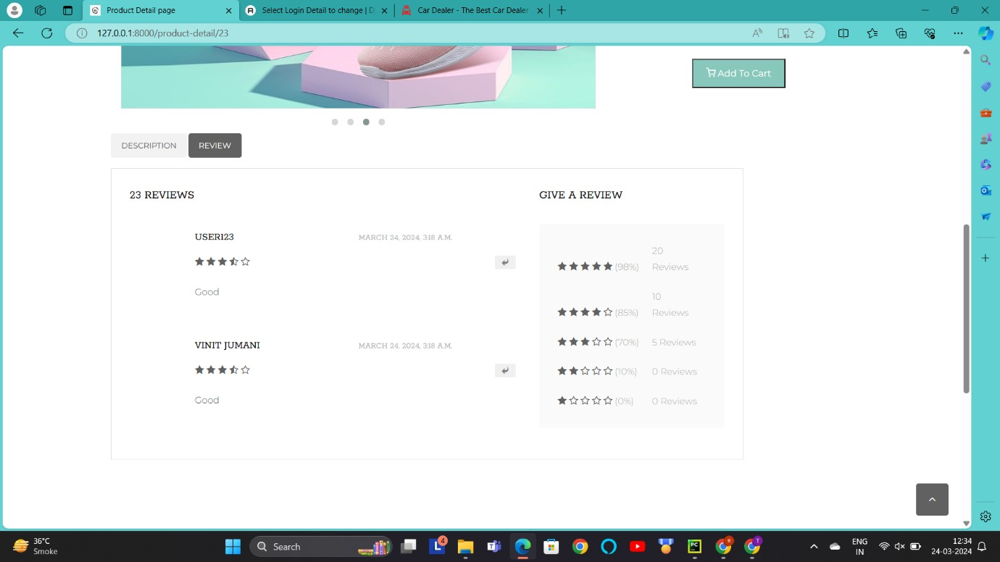 Product Detail page
Select Login Detail to change | D
Car Dealer - The Best Car Dealer
127.0.0.1:8000/product-detail/23
Add To Cart
DESCRIPTION
REVIEW
23 REVIEWS
GIVE A REVIEW
USER123
MARCH 24, 2024, 3:18 A.M.
Good
VINIT JUMANI
MARCH 24, 2024, 3:18 A.M.
Good
(98%) 20 Reviews
(85%) 10 Reviews
(70%) 5 Reviews
(10%) 0 Reviews
(0%) 0 Reviews
36°C
Smoke
Search
4
ENG
IN
12:34
24-03-2024